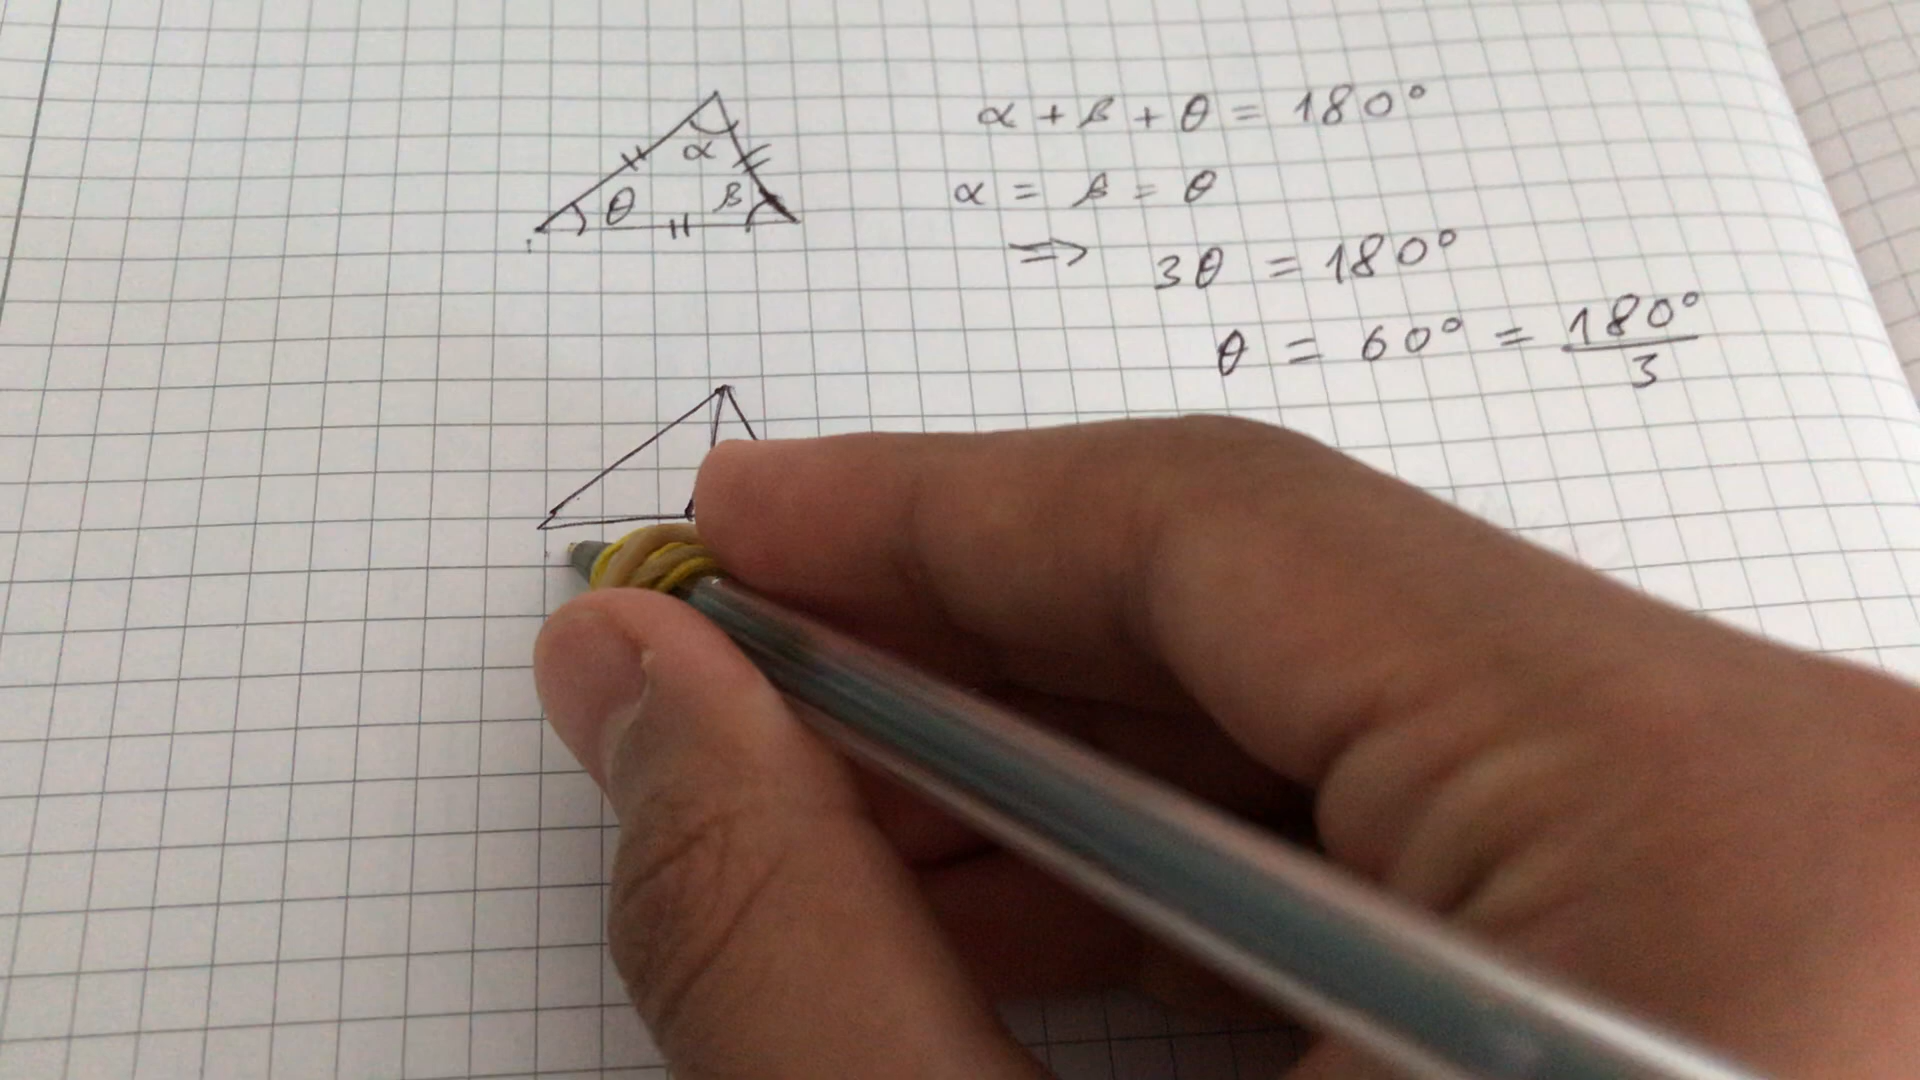 α + β + θ = 180°
α
θ
β
α = β = θ
=> 3θ = 180°
θ = 60° = 180°/3